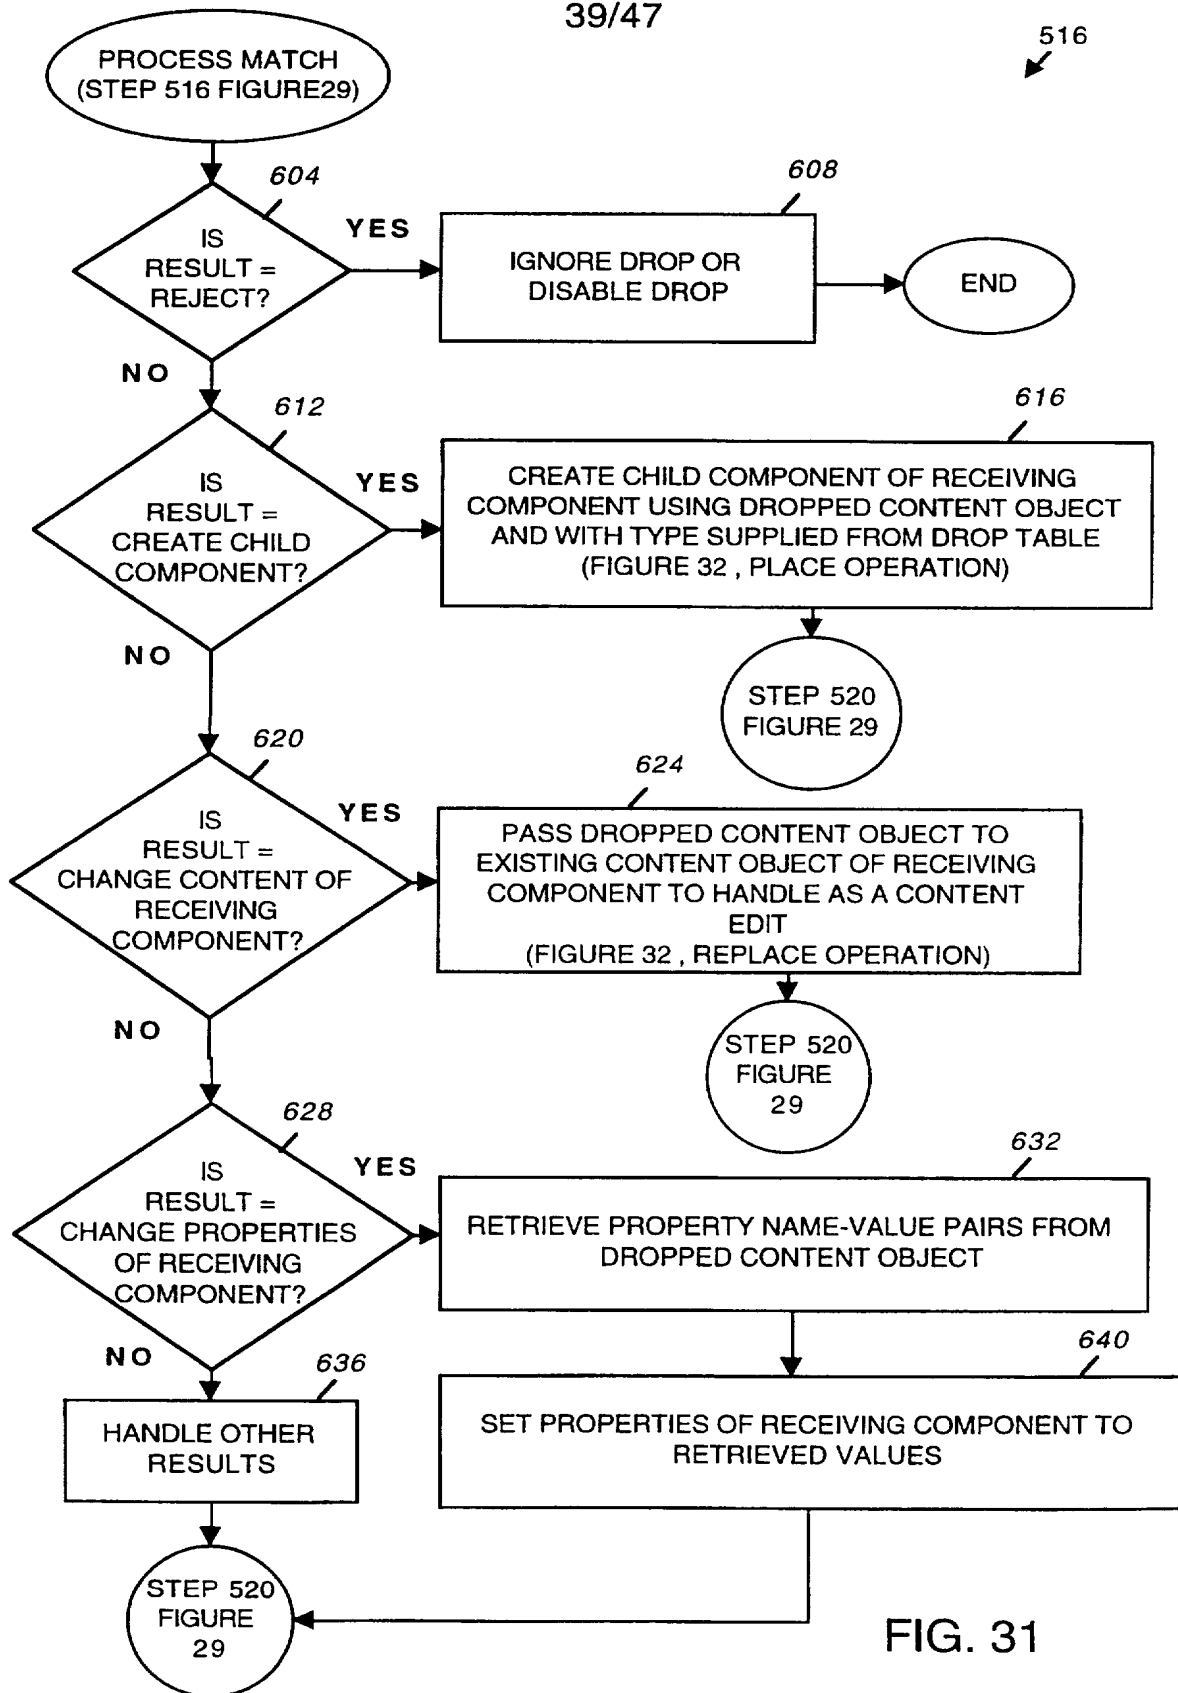 39/47
516
PROCESS MATCH
(STEP 516 FIGURE29)
604
IS
RESULT =
REJECT?
YES
608
IGNORE DROP OR
DISABLE DROP
END
NO
612
IS
RESULT =
CREATE CHILD
COMPONENT?
YES
616
CREATE CHILD COMPONENT OF RECEIVING
COMPONENT USING DROPPED CONTENT OBJECT
AND WITH TYPE SUPPLIED FROM DROP TABLE
(FIGURE 32 , PLACE OPERATION)
STEP 520
FIGURE 29
NO
620
IS
RESULT =
CHANGE CONTENT OF
RECEIVING
COMPONENT?
YES
624
PASS DROPPED CONTENT OBJECT TO
EXISTING CONTENT OBJECT OF RECEIVING
COMPONENT TO HANDLE AS A CONTENT
EDIT
(FIGURE 32 , REPLACE OPERATION)
STEP 520
FIGURE
29
NO
628
IS
RESULT =
CHANGE PROPERTIES
OF RECEIVING
COMPONENT?
YES
632
RETRIEVE PROPERTY NAME-VALUE PAIRS FROM
DROPPED CONTENT OBJECT
640
SET PROPERTIES OF RECEIVING COMPONENT TO
RETRIEVED VALUES
NO
636
HANDLE OTHER
RESULTS
STEP 520
FIGURE
29
FIG. 31